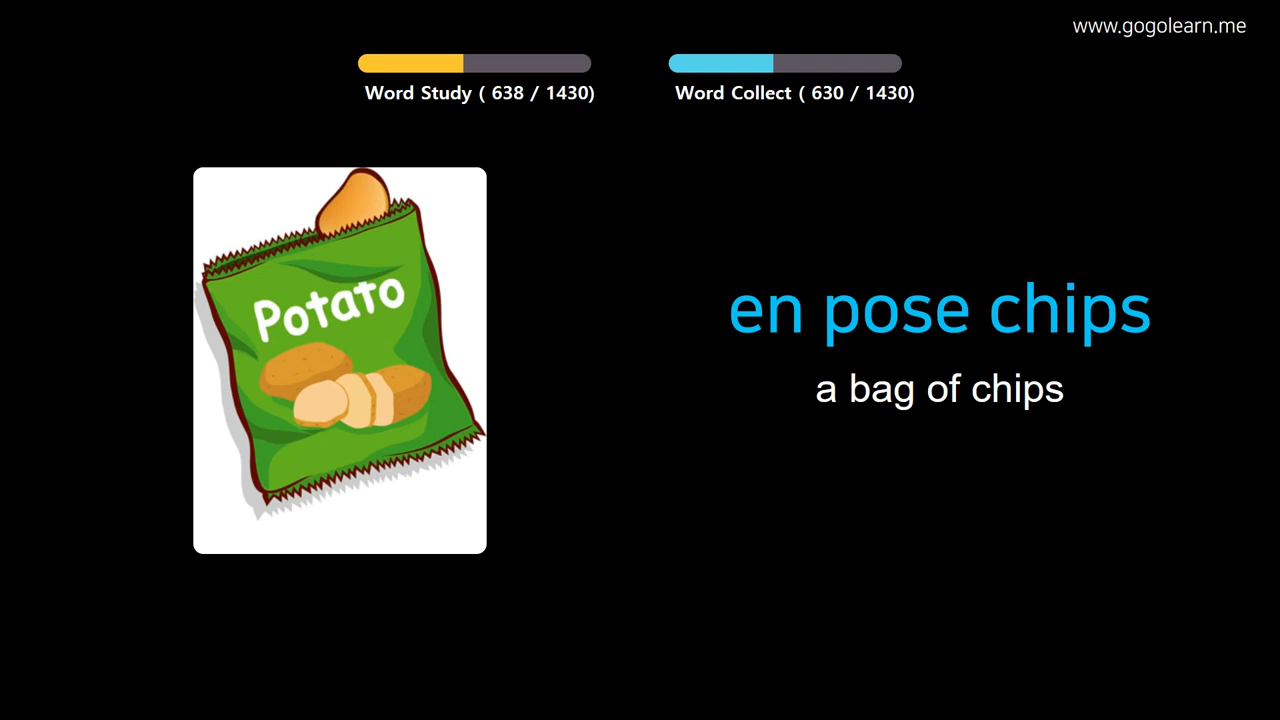 www.gogolearn.me
Word Study ( 638 / 1430)
Word Collect ( 630 / 1430)
Potato
en pose chips
a bag of chips